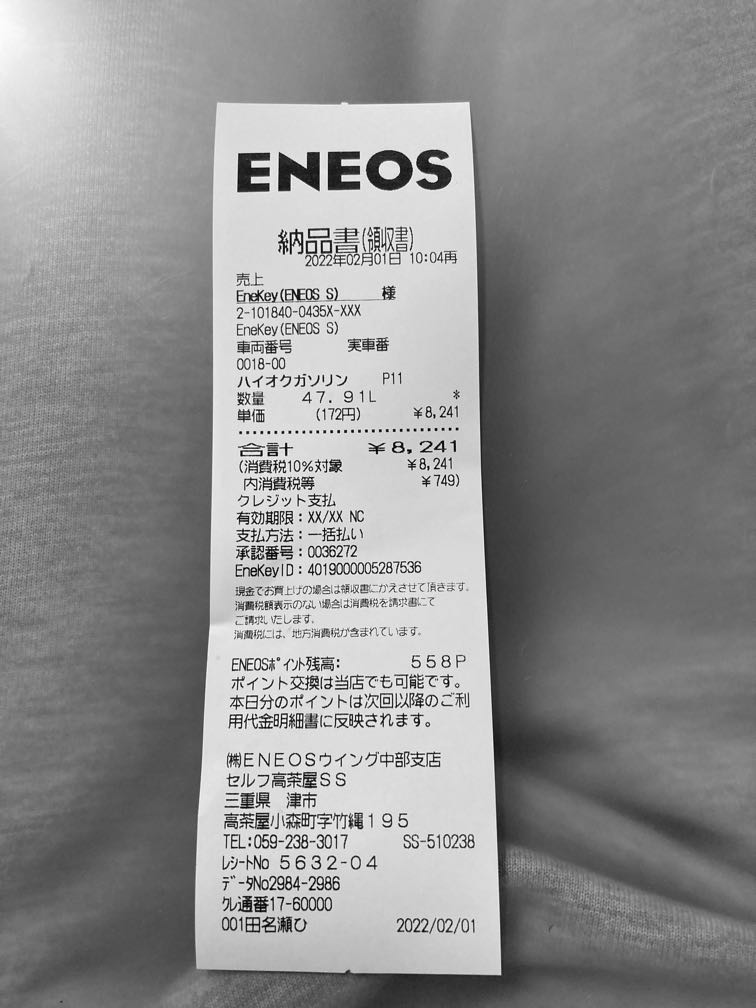 ENEOS
納品書(領収書)
2022年02月01日 10:04再
売上
EneKey(ENEOS S) 様
2-101840-0435X-XXX
EneKey(ENEOS S)
車両番号 実車番
0018-00
ハイオクガソリン P11
数量 47.91L *
単価 (172円) ¥8,241
合計 ¥8,241
(消費税10%対象 ¥8,241
内消費税等 ¥749)
クレジット支払
有効期限:XX/XX NC
支払方法:一括払い
承認番号:0036272
EneKeyID:4019000005287536
現金でお買上げの場合は領収書にかえさせて頂きます。
消費税額表示のない場合は消費税を請求書にて
ご請求いたします。
消費税には、地方消費税が含まれています。
ENEOSポイント残高: 558P
ポイント交換は当店でも可能です。
本日分のポイントは次回以降のご利
用代金明細書に反映されます。
㈱ENEOSウイング中部支店
セルフ高茶屋SS
三重県 津市
高茶屋小森町字竹縄195
TEL:059-238-3017 SS-510238
レシートNo 5632-04
データNo2984-2986
クレ通番17-60000
001田名瀬ひ 2022/02/01